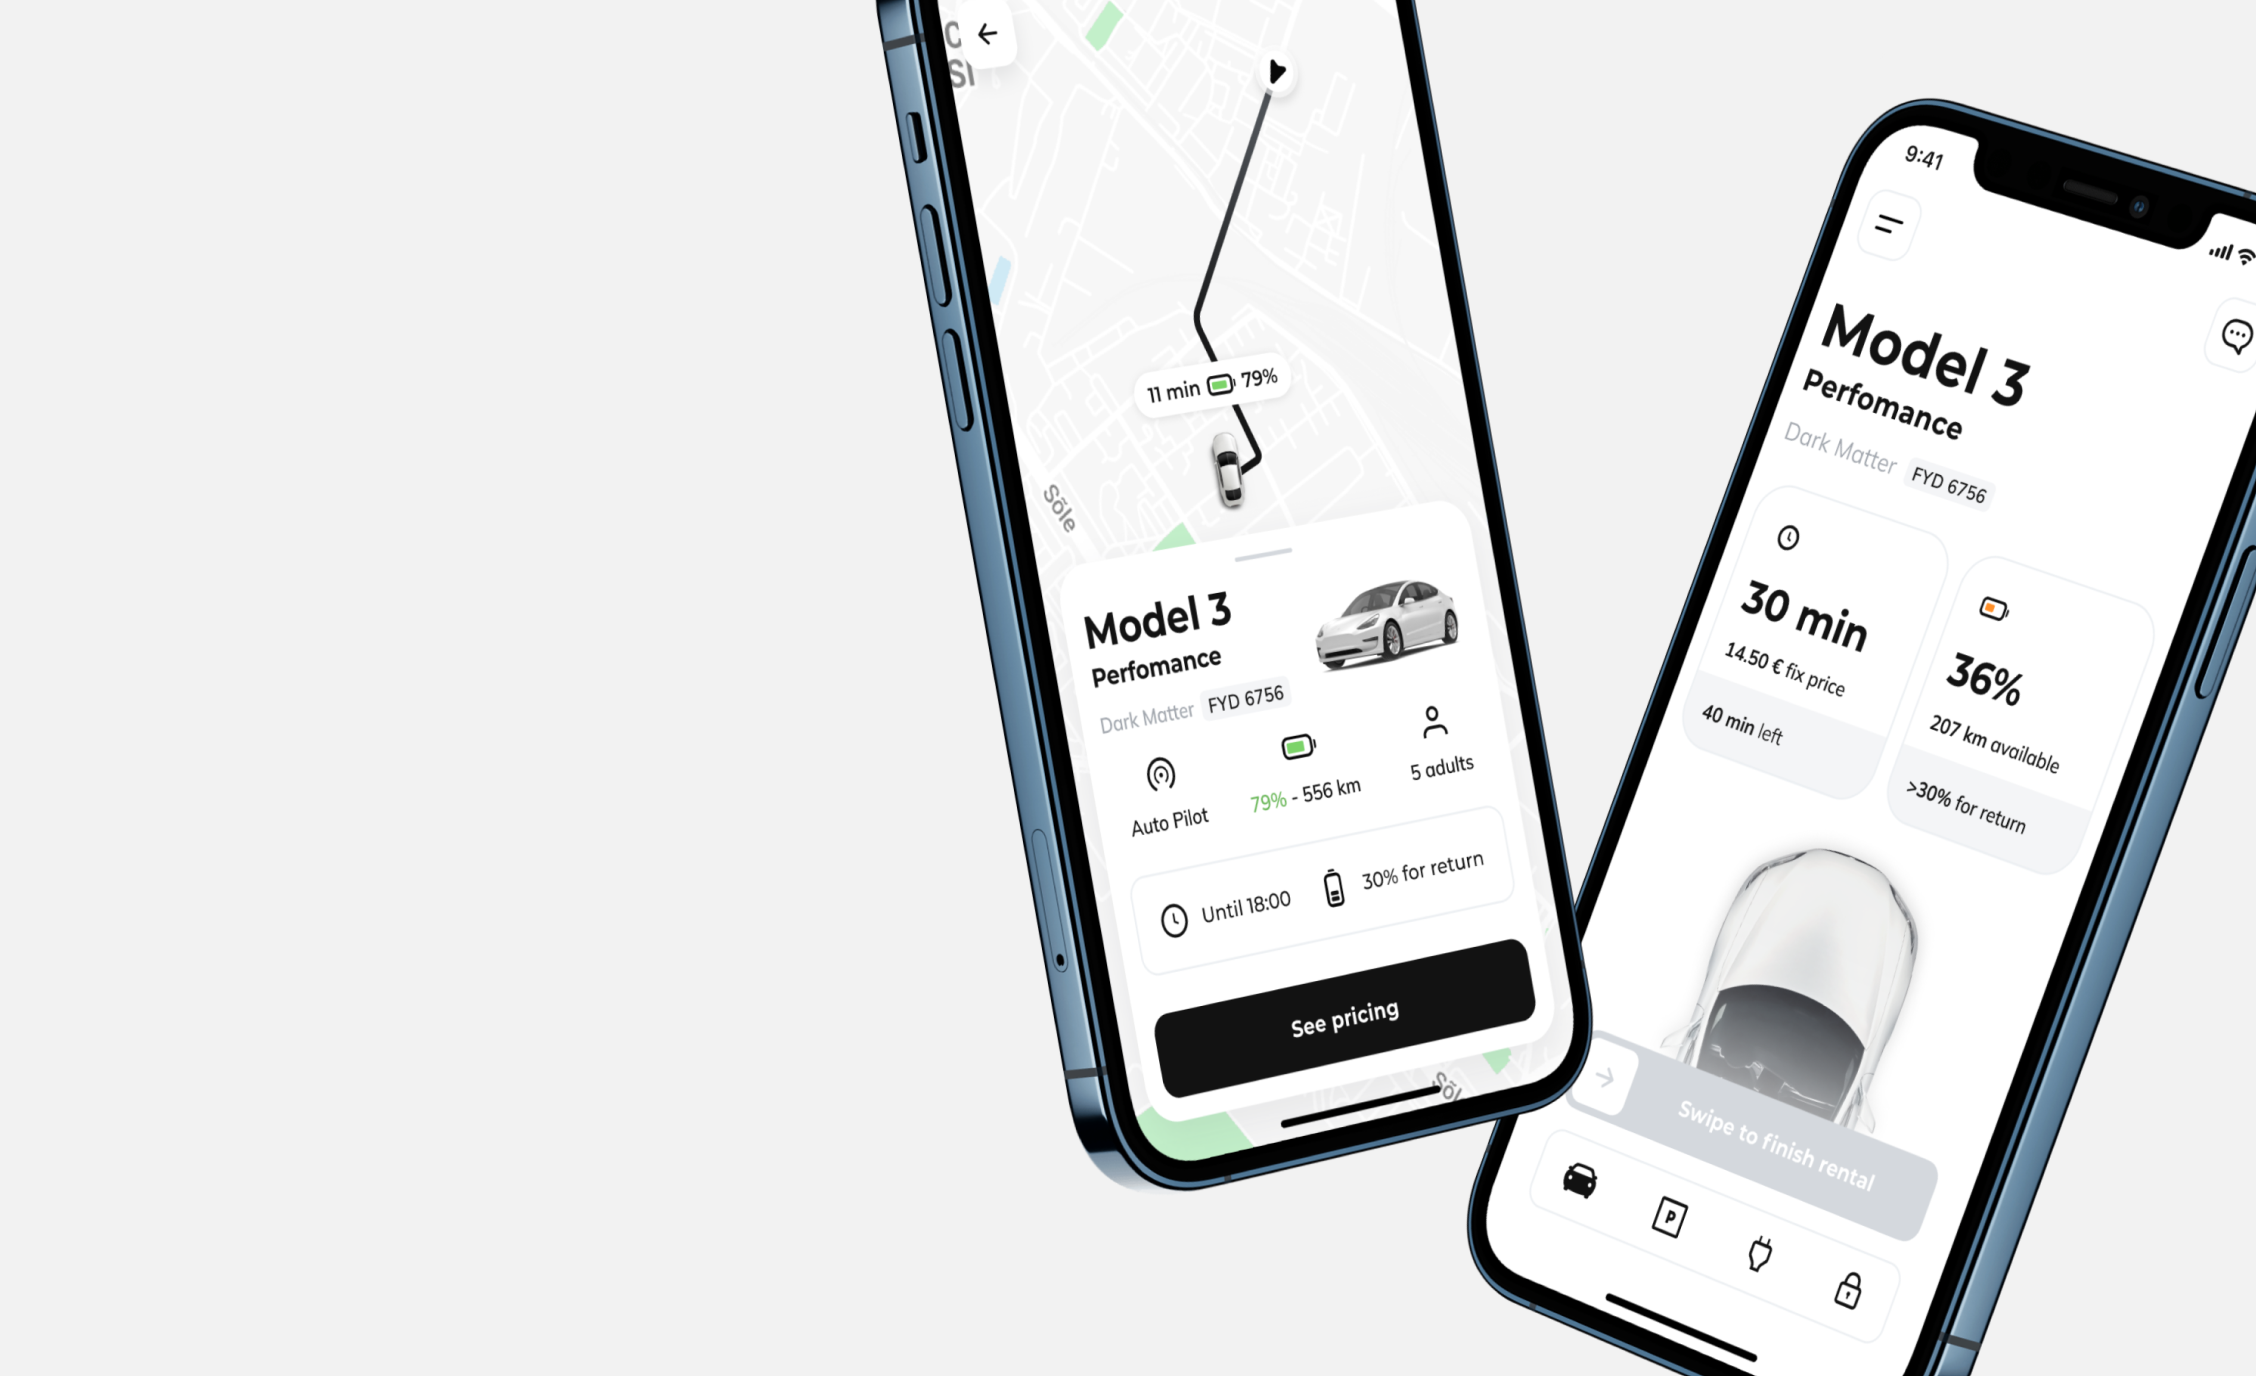 Sõle
11 min 79%
Model 3
Perfomance
Dark Matter FYD 6756
Auto Pilot
79% - 556 km
5 adults
Until 18:00
30% for return
See pricing
9:41
Model 3
Perfomance
Dark Matter FYD 6756
30 min
14.50 € fix price
40 min left
36%
207 km available
>30% for return
Swipe to finish rental
P